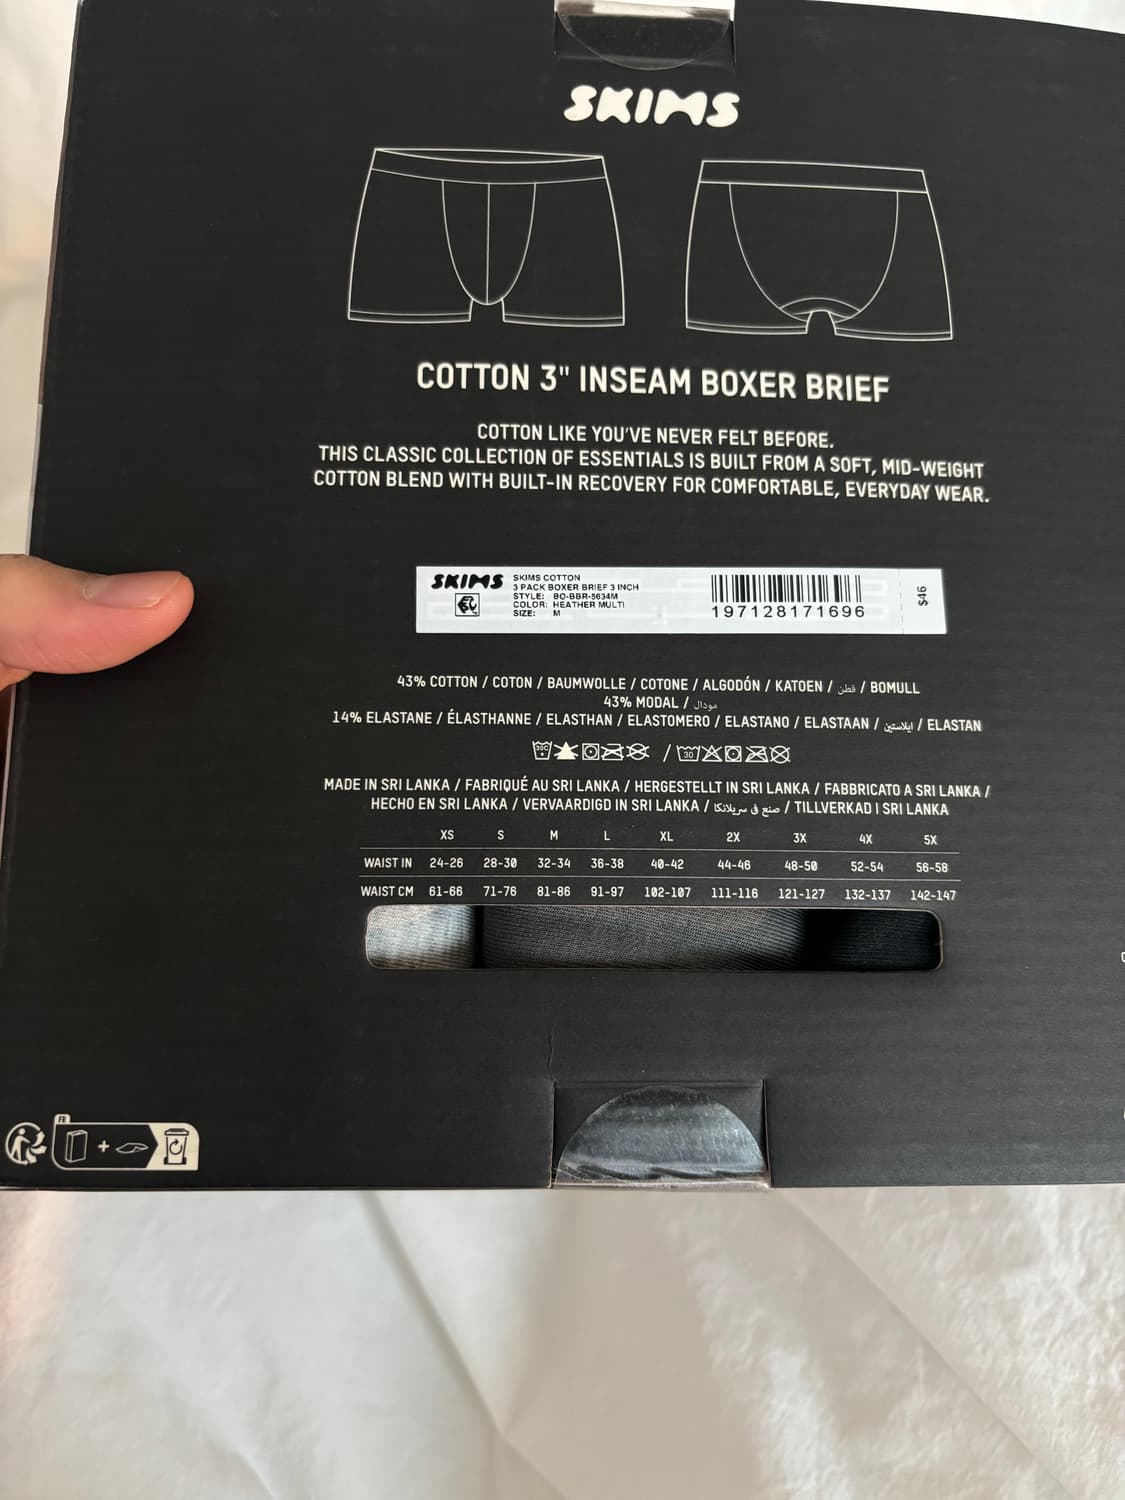 SKIMS
COTTON 3" INSEAM BOXER BRIEF
COTTON LIKE YOU'VE NEVER FELT BEFORE.
THIS CLASSIC COLLECTION OF ESSENTIALS IS BUILT FROM A SOFT, MID-WEIGHT
COTTON BLEND WITH BUILT-IN RECOVERY FOR COMFORTABLE, EVERYDAY WEAR.
SKIMS
SKIMS COTTON
3 PACK BOXER BRIEF 3 INCH
STYLE: BO-BBR-5634M
COLOR: HEATHER MULTI
SIZE: M
197128171696
$46
43% COTTON / COTON / BAUMWOLLE / COTONE / ALGODÓN / KATOEN / قطن / BOMULL
43% MODAL / مودال
14% ELASTANE / ÉLASTHANNE / ELASTHAN / ELASTOMERO / ELASTANO / ELASTAAN / ايلاستين / ELASTAN
30C / 30
MADE IN SRI LANKA / FABRIQUÉ AU SRI LANKA / HERGESTELLT IN SRI LANKA / FABBRICATO A SRI LANKA /
HECHO EN SRI LANKA / VERVAARDIGD IN SRI LANKA / صنع في سريلانكا / TILLVERKAD I SRI LANKA
XS S M L XL 2X 3X 4X 5X
WAIST IN 24-26 28-30 32-34 36-38 40-42 44-46 48-50 52-54 56-58
WAIST CM 61-66 71-76 81-86 91-97 102-107 111-116 121-127 132-137 142-147
FR
+